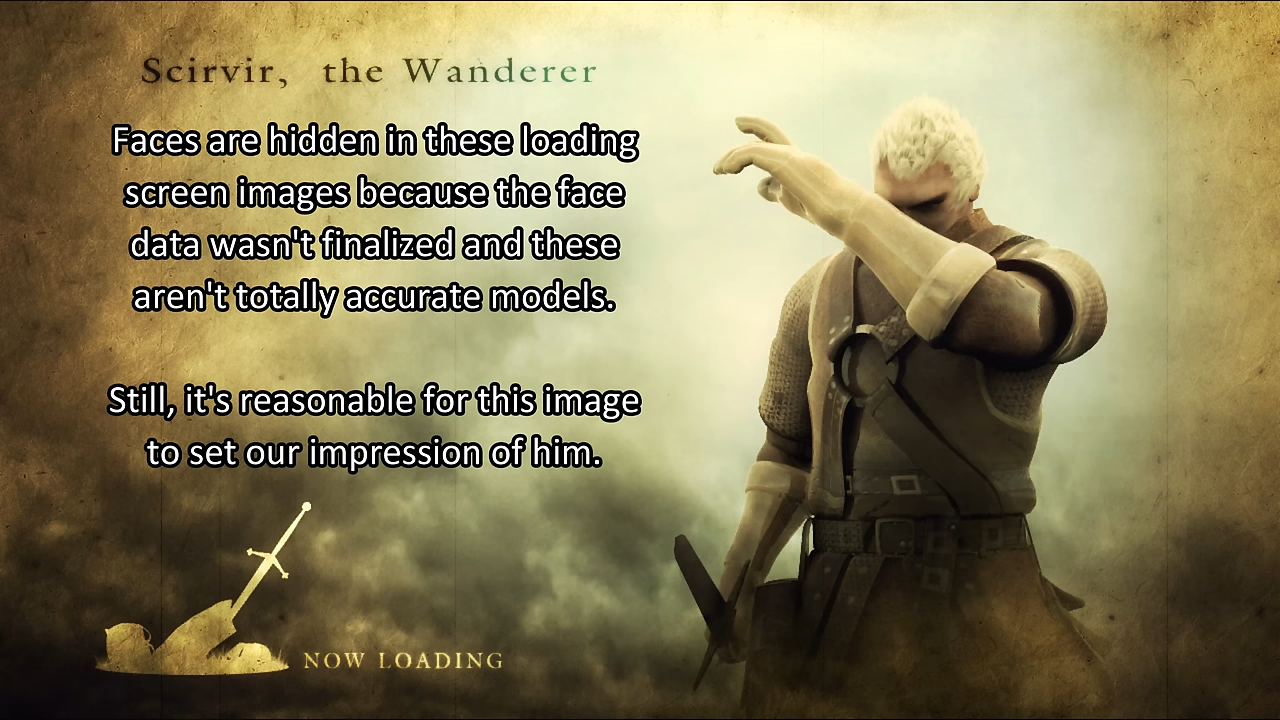 Scirvir, the Wanderer
Faces are hidden in these loading
screen images because the face
data wasn't finalized and these
aren't totally accurate models.
Still, it's reasonable for this image
to set our impression of him.
NOW LOADING